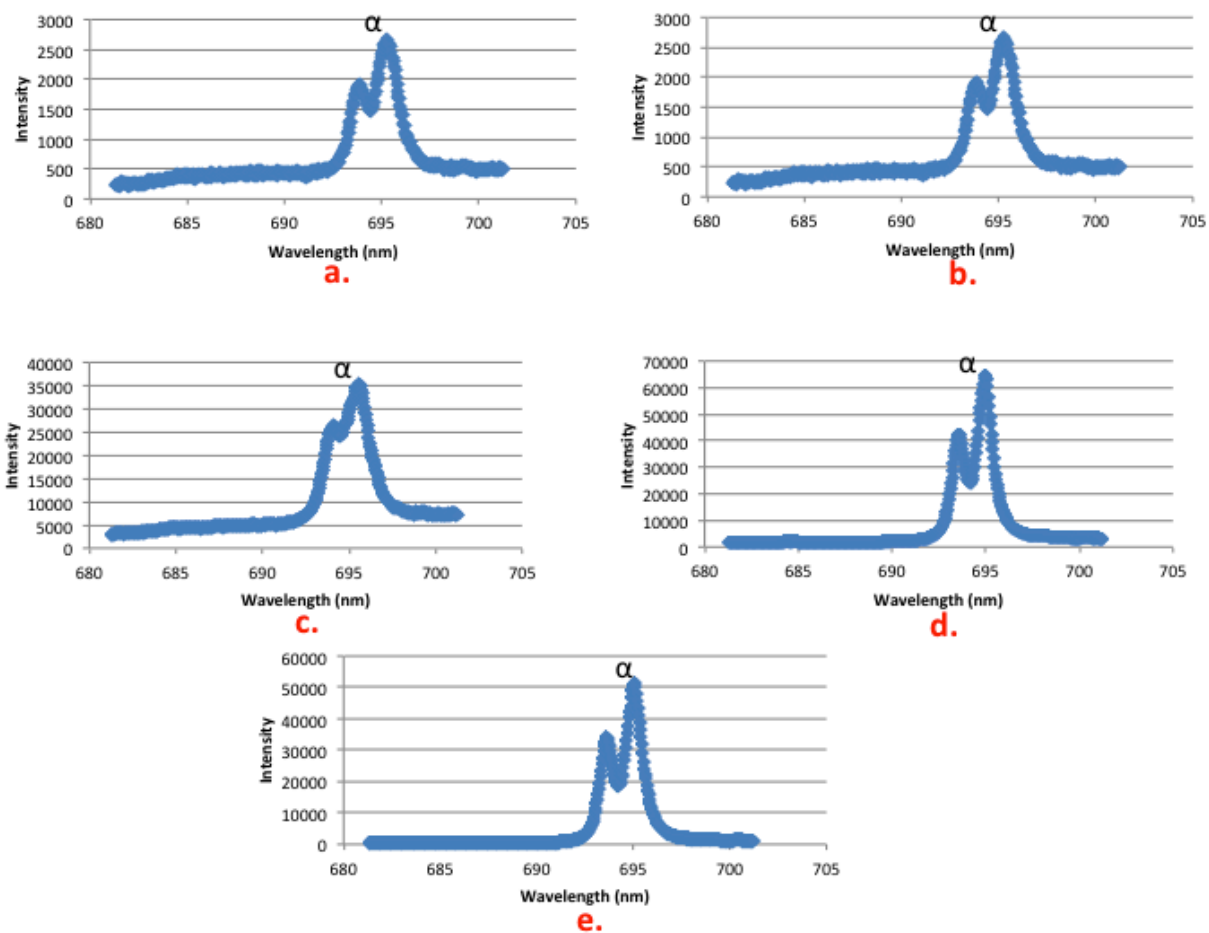 α
3000
2500
2000
1500
1000
500
0
Intensity
680 685 690 695 700 705
Wavelength (nm)
a.
α
3000
2500
2000
1500
1000
500
0
Intensity
680 685 690 695 700 705
Wavelength (nm)
b.
α
40000
35000
30000
25000
20000
15000
10000
5000
0
Intensity
680 685 690 695 700 705
Wavelength (nm)
c.
α
70000
60000
50000
40000
30000
20000
10000
0
Intensity
680 685 690 695 700 705
Wavelength (nm)
d.
α
60000
50000
40000
30000
20000
10000
0
Intensity
680 685 690 695 700 705
Wavelength (nm)
e.